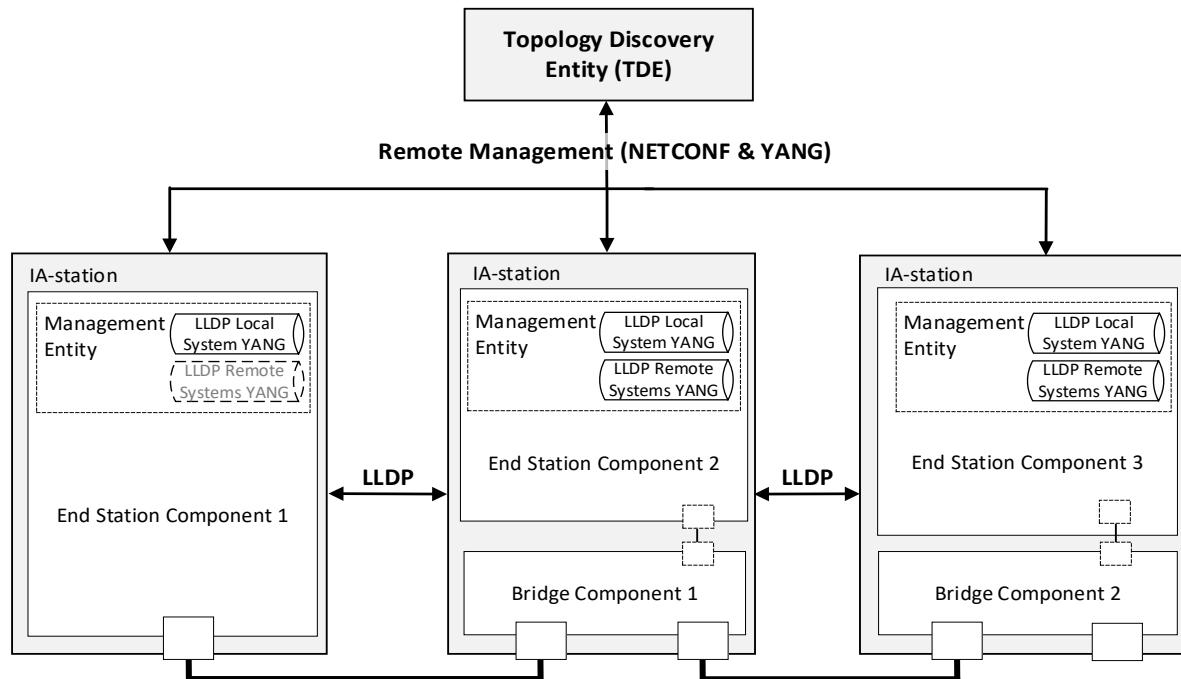 Topology Discovery
Entity (TDE)
Remote Management (NETCONF & YANG)
IA-station
Management
Entity
LLDP Local
System YANG
LLDP Remote
Systems YANG
End Station Component 1
LLDP
IA-station
Management
Entity
LLDP Local
System YANG
LLDP Remote
Systems YANG
End Station Component 2
Bridge Component 1
LLDP
IA-station
Management
Entity
LLDP Local
System YANG
LLDP Remote
Systems YANG
End Station Component 3
Bridge Component 2